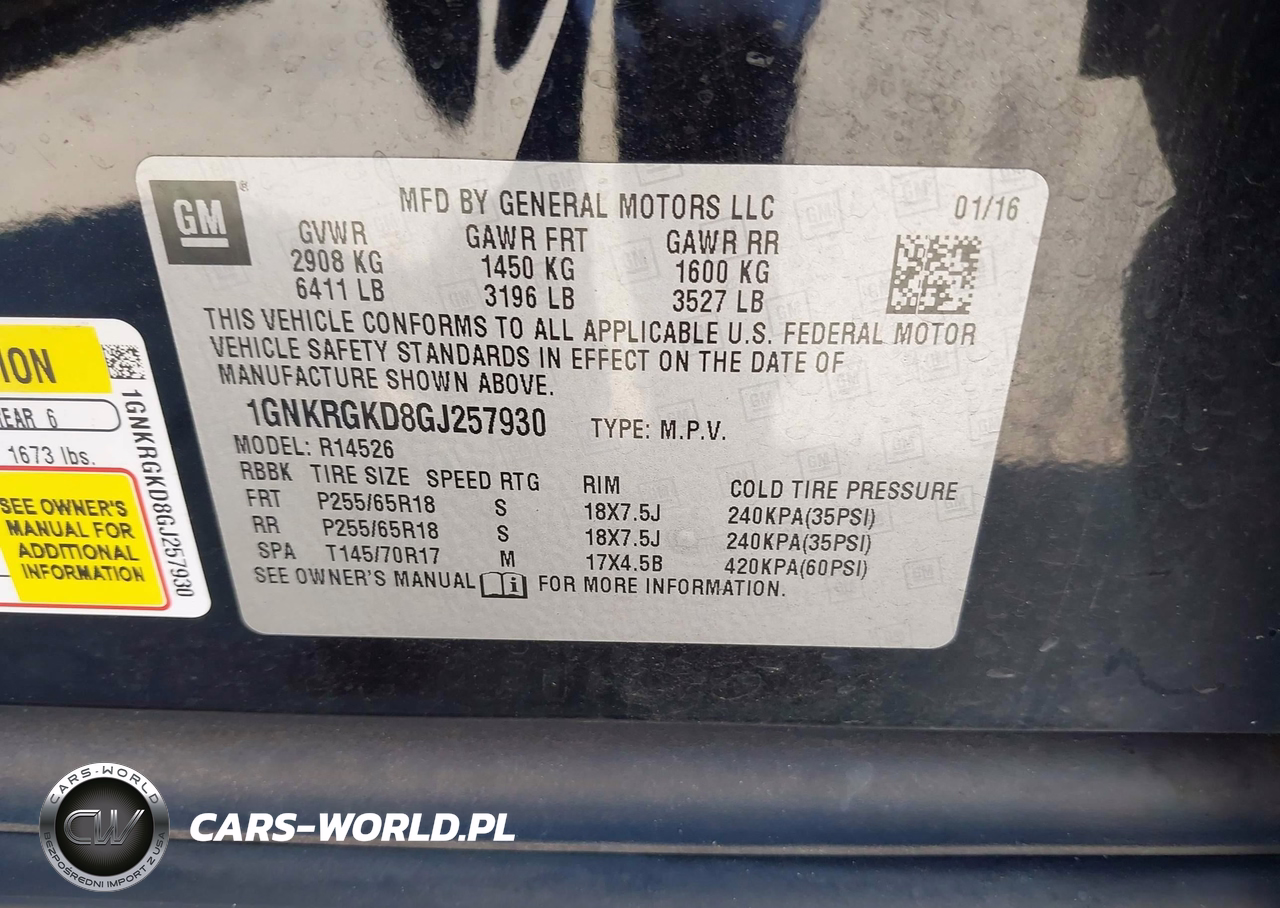 GM
®
MFD BY GENERAL MOTORS LLC 01/16
GVWR GAWR FRT GAWR RR
2908 KG 1450 KG 1600 KG
6411 LB 3196 LB 3527 LB
THIS VEHICLE CONFORMS TO ALL APPLICABLE U.S. FEDERAL MOTOR
VEHICLE SAFETY STANDARDS IN EFFECT ON THE DATE OF
MANUFACTURE SHOWN ABOVE.
1GNKRGKD8GJ257930 TYPE: M.P.V.
MODEL: R14526
RBBK TIRE SIZE SPEED RTG RIM COLD TIRE PRESSURE
FRT P255/65R18 S 18X7.5J 240KPA(35PSI)
RR P255/65R18 S 18X7.5J 240KPA(35PSI)
SPA T145/70R17 M 17X4.5B 420KPA(60PSI)
SEE OWNER'S MANUAL i FOR MORE INFORMATION.
ION
EAR 6
1673 lbs.
SEE OWNER'S
MANUAL FOR
ADDITIONAL
INFORMATION
1GNKRGKD8GJ257930
CARS-WORLD
CW
BEZPOŚREDNI IMPORT Z USA
CARS-WORLD.PL